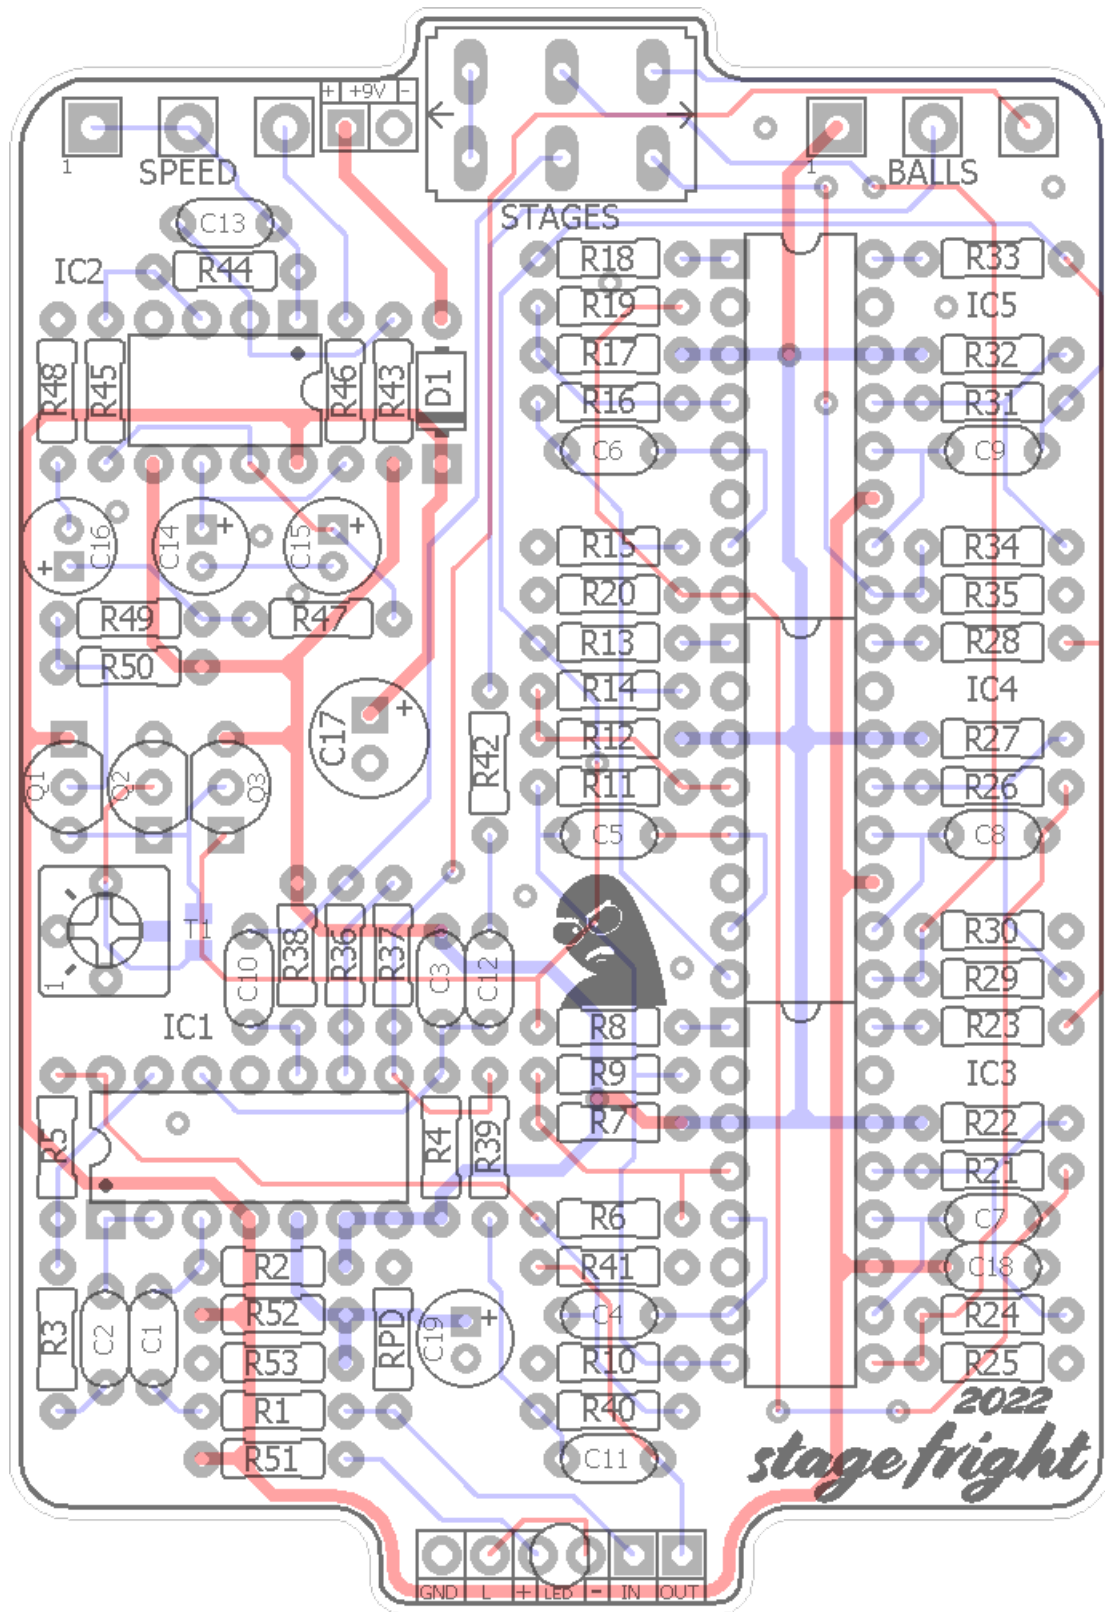 + +9V -
1
SPEED
1
BALLS
C13
STAGES
IC2
R44
R18
R33
R19
IC5
R48
R45
R46
R43
D1
R17
R32
R16
R31
C6
C9
C16
+
C14
+
C15
+
R15
R34
R20
R35
R49
R47
R13
R28
R50
R14
IC4
C17
+
R42
R12
R27
Q1
Q2
Q3
R11
R26
C5
C8
T1
1
R38
R36
R37
C10
C3
C12
R30
R29
IC1
R8
R23
R9
IC3
R5
R4
R39
R7
R22
R21
R6
C7
R2
R41
C18
R3
C2
C1
R52
RPD
C19
+
C4
R24
R53
R10
R25
R1
R40
2022
R51
C11
stage fright
GND L + LED - IN OUT